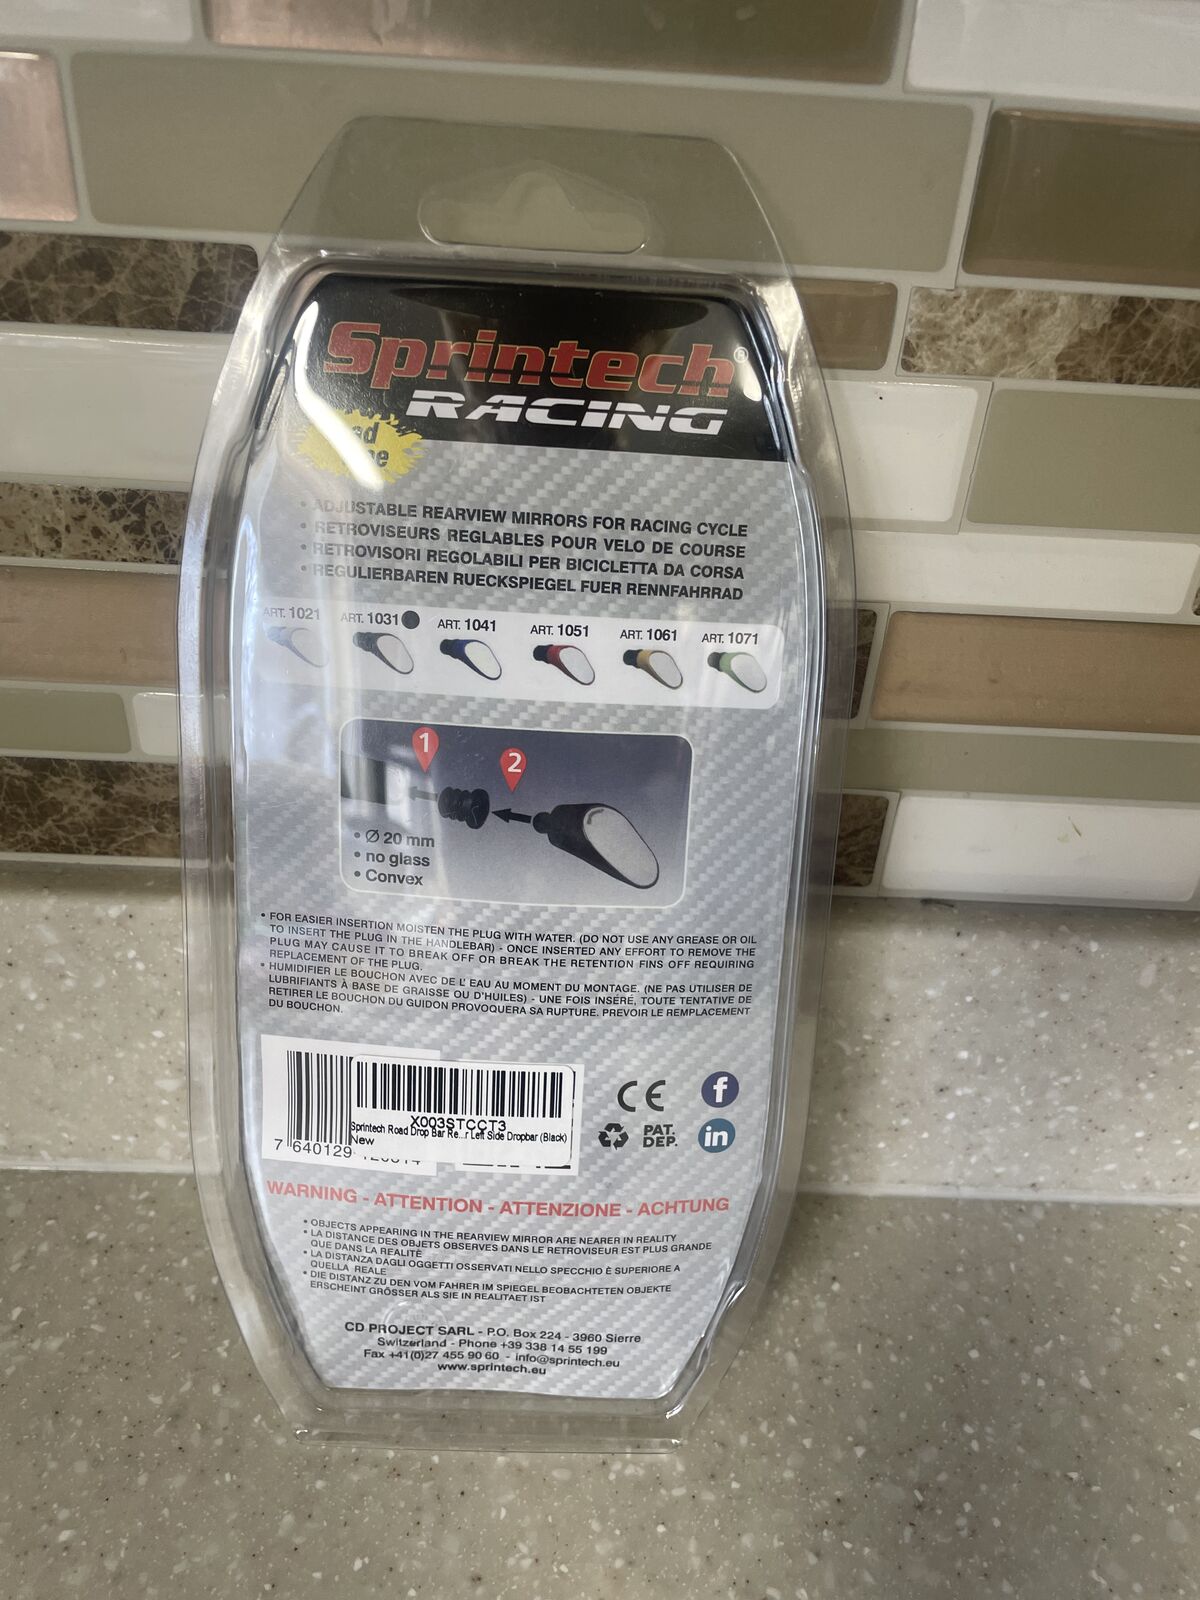 Sprintech®
RACING
• ADJUSTABLE REARVIEW MIRRORS FOR RACING CYCLE
• RETROVISEURS REGLABLES POUR VELO DE COURSE
• RETROVISORI REGOLABILI PER BICICLETTA DA CORSA
• REGULIERBAREN RUECKSPIEGEL FUER RENNFAHRRAD
ART. 1021 ART. 1031 ART. 1041 ART. 1051 ART. 1061 ART. 1071
1
2
• Ø 20 mm
• no glass
• Convex
• FOR EASIER INSERTION MOISTEN THE PLUG WITH WATER. (DO NOT USE ANY GREASE OR OIL
TO INSERT THE PLUG IN THE HANDLEBAR) - ONCE INSERTED ANY EFFORT TO REMOVE THE
PLUG MAY CAUSE IT TO BREAK OFF OR BREAK THE RETENTION FINS OFF REQUIRING
REPLACEMENT OF THE PLUG.
• HUMIDIFIER LE BOUCHON AVEC DE L' EAU AU MOMENT DU MONTAGE. (NE PAS UTILISER DE
LUBRIFIANTS À BASE DE GRAISSE OU D'HUILES) - UNE FOIS INSÉRÉ, TOUTE TENTATIVE DE
RETIRER LE BOUCHON DU GUIDON PROVOQUERA SA RUPTURE. PREVOIR LE REMPLACEMENT
DU BOUCHON.
X003STCCT3
Sprintech Road Drop Bar Re...r Left Side Dropbar (Black)
New
7 640129
CE
PAT.
DEP.
f
in
WARNING - ATTENTION - ATTENZIONE - ACHTUNG
• OBJECTS APPEARING IN THE REARVIEW MIRROR ARE NEARER IN REALITY
• LA DISTANCE DES OBJETS OBSERVES DANS LE RETROVISEUR EST PLUS GRANDE
QUE DANS LA REALITÈ
• LA DISTANZA DAGLI OGGETTI OSSERVATI NELLO SPECCHIO È SUPERIORE A
QUELLA REALE
• DIE DISTANZ ZU DEN VOM FAHRER IM SPIEGEL BEOBACHTETEN OBJEKTE
ERSCHEINT GRÖSSER ALS SIE IN REALITAET IST
CD PROJECT SARL - P.O. Box 224 - 3960 Sierre
Switzerland - Phone +39 338 14 55 199
Fax +41(0)27 455 90 60 - info@sprintech.eu
www.sprintech.eu